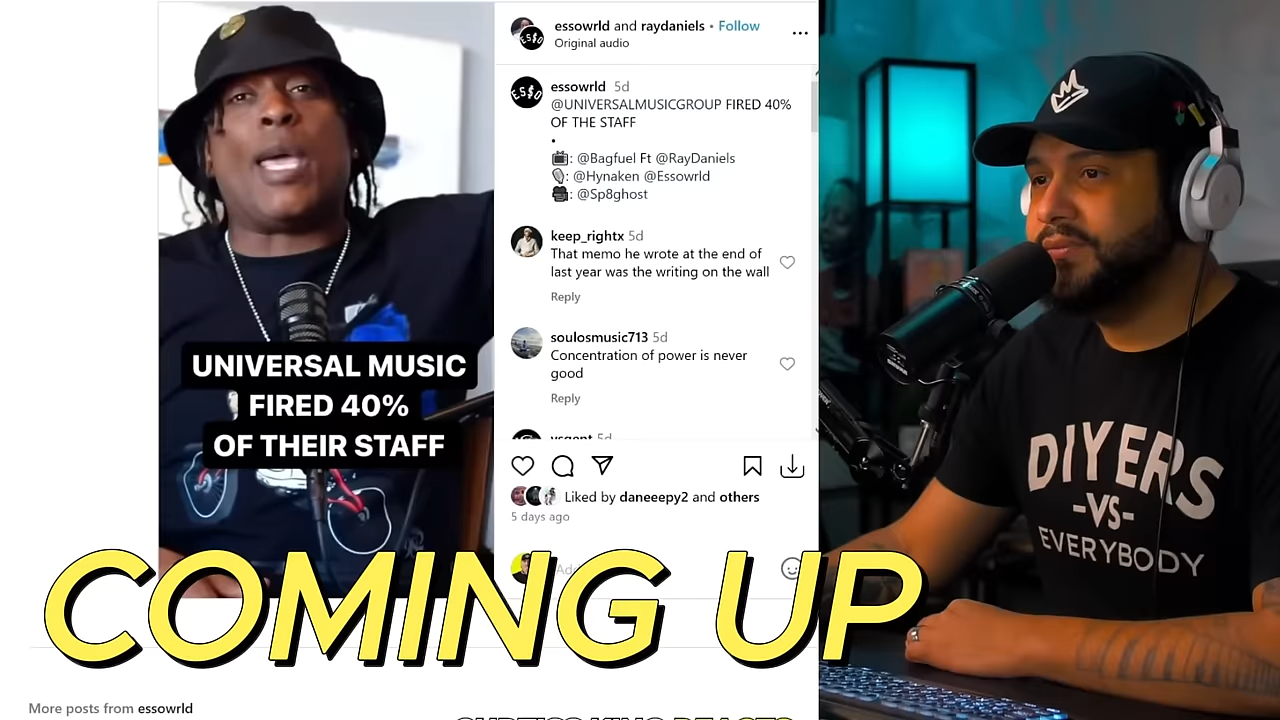 essowrld and raydaniels • Follow
Original audio
ESSO
essowrld 5d
@UNIVERSALMUSICGROUP FIRED 40%
OF THE STAFF
•
: @Bagfuel Ft @RayDaniels
: @Hynaken @Essowrld
: @Sp8ghost
keep_rightx 5d
That memo he wrote at the end of
last year was the writing on the wall
Reply
soulosmusic713 5d
Concentration of power is never
good
Reply
UNIVERSAL MUSIC
FIRED 40%
OF THEIR STAFF
Liked by daneeepy2 and others
5 days ago
DIYERS
-VS-
EVERYBODY
COMING UP
More posts from essowrld